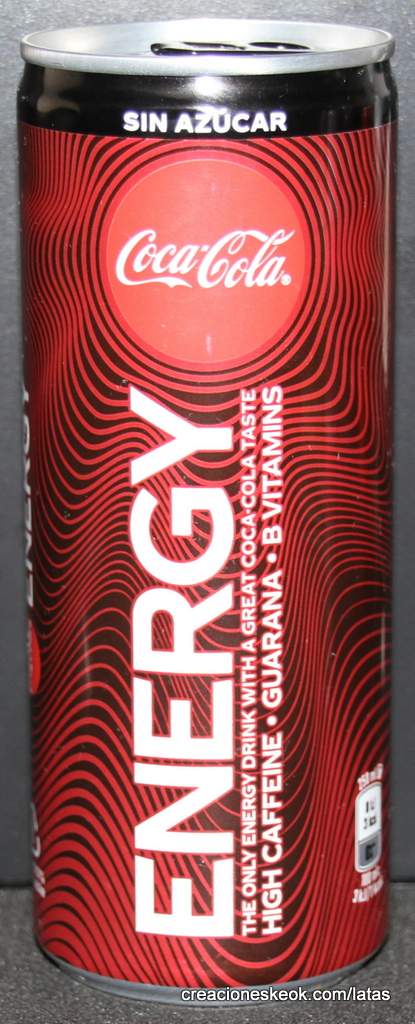 SIN AZÚCAR
Coca-Cola
ENERGY
THE ONLY ENERGY DRINK WITH A GREAT COCA-COLA TASTE
HIGH CAFFEINE • GUARANA • B VITAMINS
creacioneskeok.com/latas